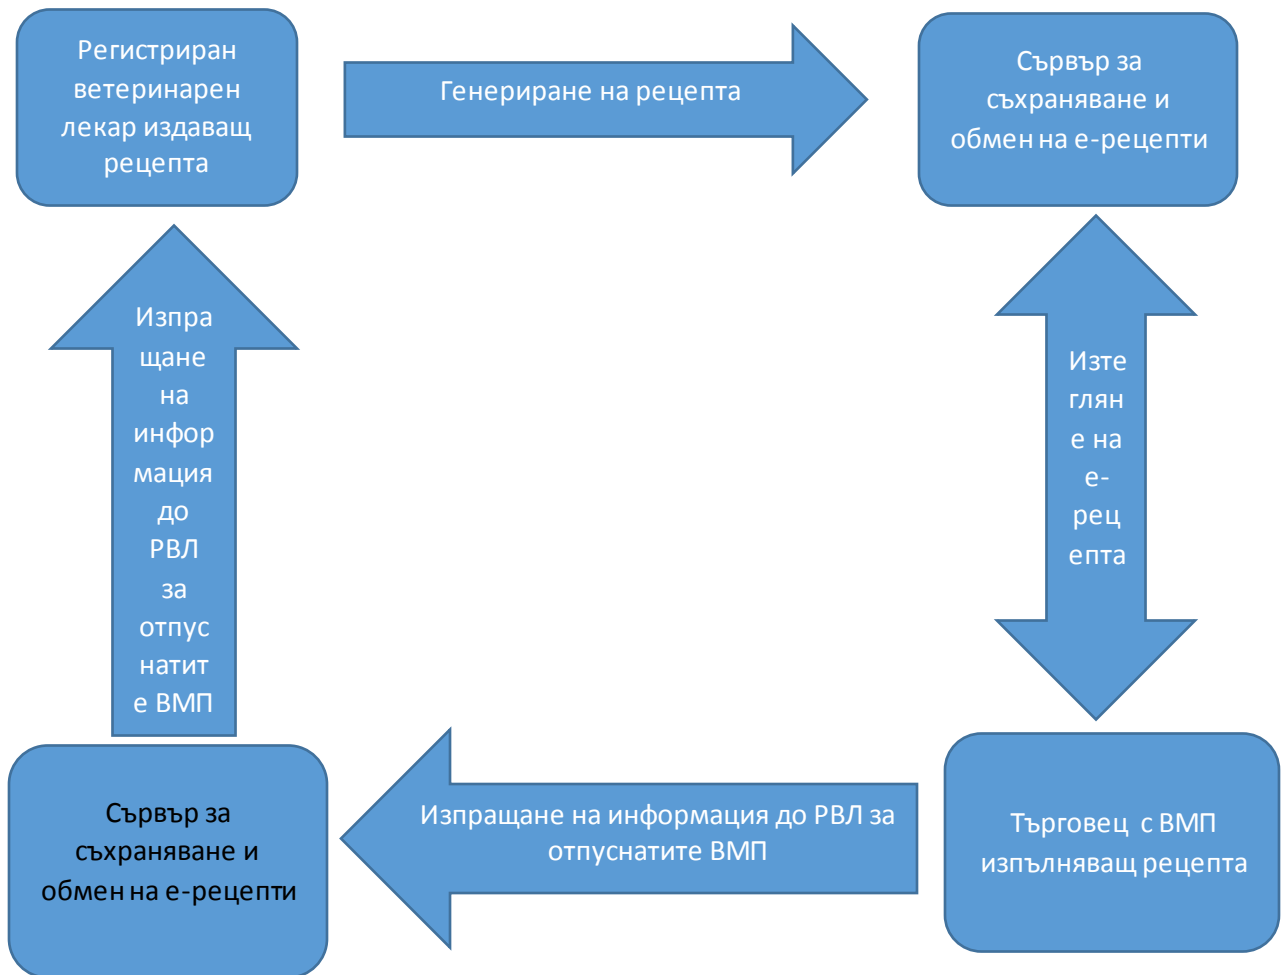 Регистриран
ветеринарен
лекар издаващ
рецепта
Генериране на рецепта
Сървър за
съхраняване и
обмен на е-рецепти
Изпра
щане
на
инфор
мация
до
РВЛ
за
отпус
натит
е ВМП
Изте
глян
е на
е-
рец
епта
Сървър за
съхраняване и
обмен на е-рецепти
Изпращане на информация до РВЛ за
отпуснатите ВМП
Търговец с ВМП
изпълняващ рецепта